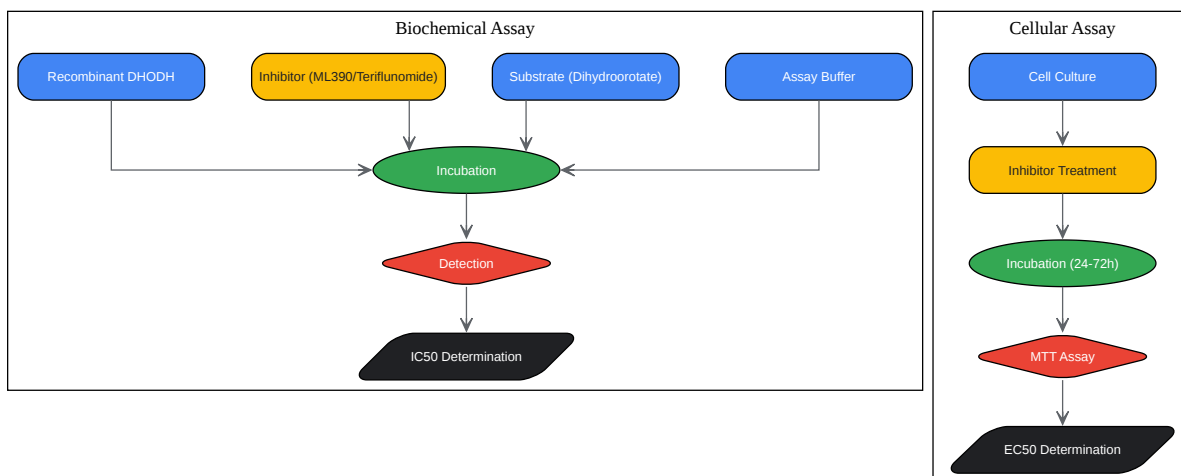 Biochemical Assay
Recombinant DHODH
Inhibitor (ML390/Teriflunomide)
Substrate (Dihydroorotate)
Assay Buffer
Incubation
Detection
IC50 Determination
Cellular Assay
Cell Culture
Inhibitor Treatment
Incubation (24-72h)
MTT Assay
EC50 Determination